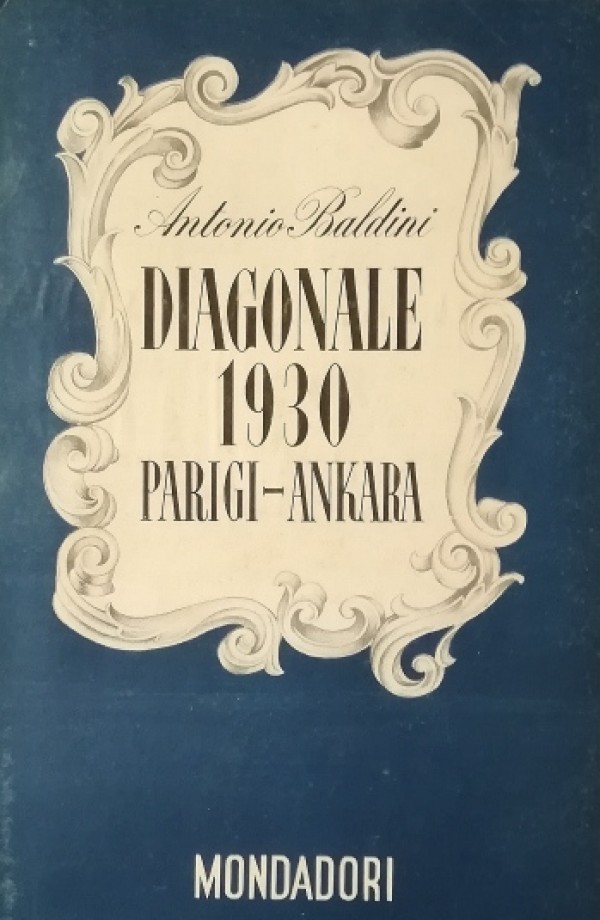 Antonio Baldini
DIAGONALE
1930
PARIGI-ANKARA
MONDADORI